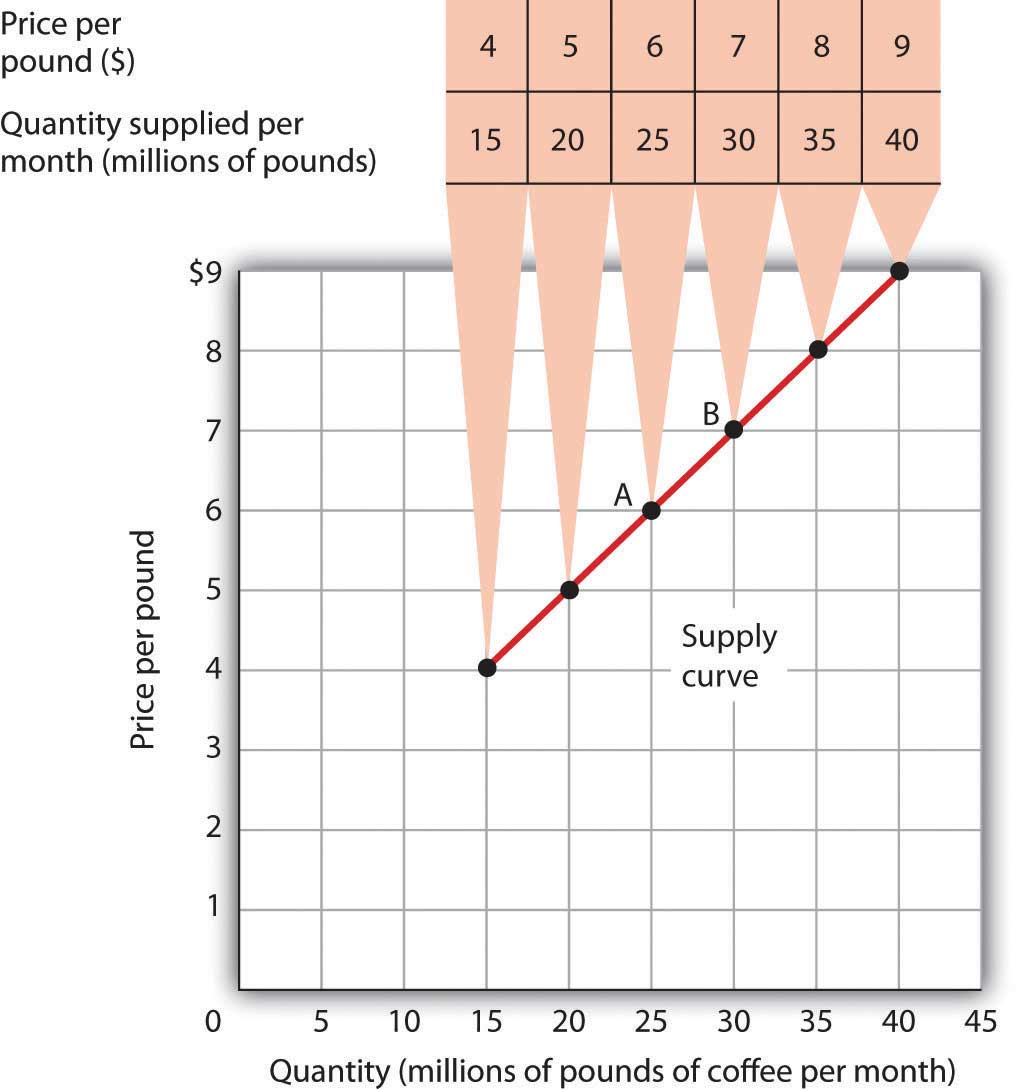 Price per
pound ($)
4 5 6 7 8 9
Quantity supplied per
month (millions of pounds)
15 20 25 30 35 40
$9
8
7
6
5
4
3
2
1
0
B
A
Supply
curve
Price per pound
5 10 15 20 25 30 35 40 45
Quantity (millions of pounds of coffee per month)